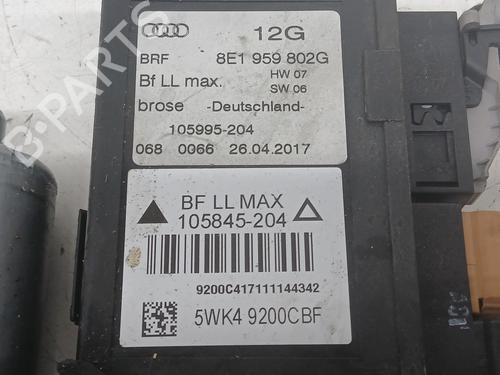 12G
BRF 8E1 959 802G
Bf LL max. HW 07
SW 06
brose -Deutschland-
105995-204
068 0066 26.04.2017
BF LL MAX
105845-204
9200C417111144342
5WK4 9200CBF